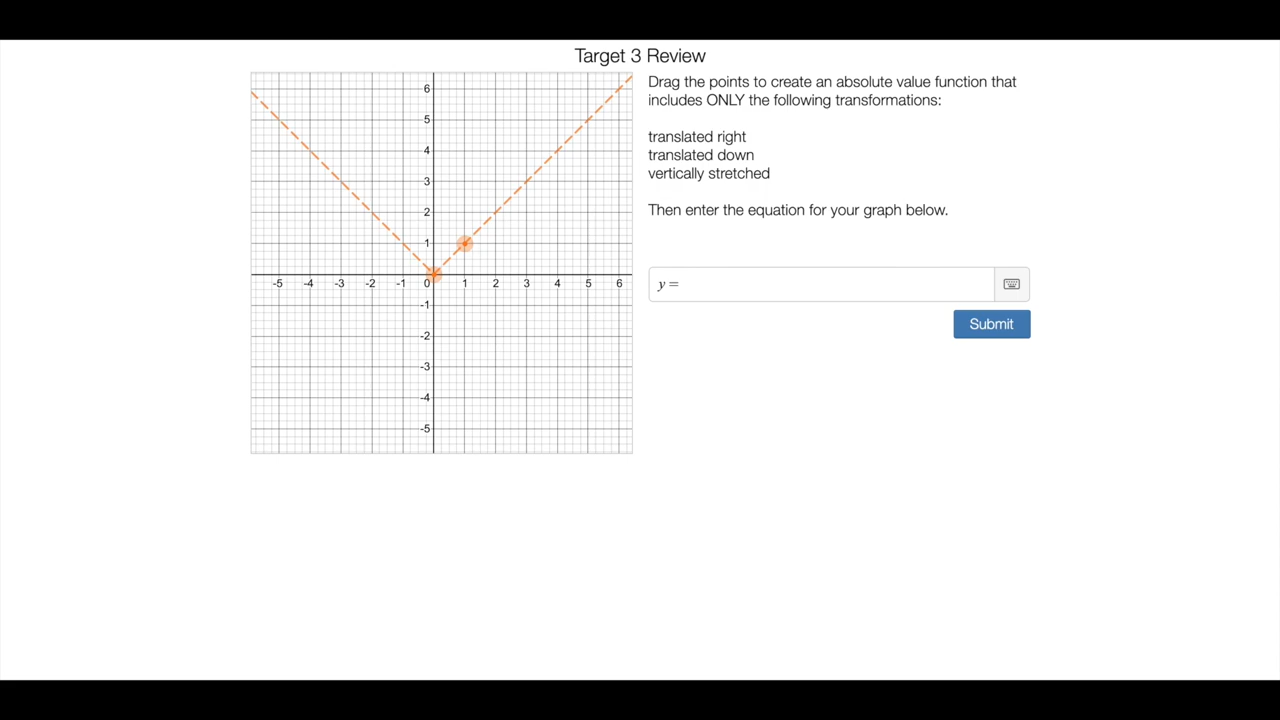 Target 3 Review
Drag the points to create an absolute value function that
includes ONLY the following transformations:
translated right
translated down
vertically stretched
Then enter the equation for your graph below.
y =
Submit
6
5
4
3
2
1
-5 -4 -3 -2 -1 0 1 2 3 4 5 6
-1
-2
-3
-4
-5